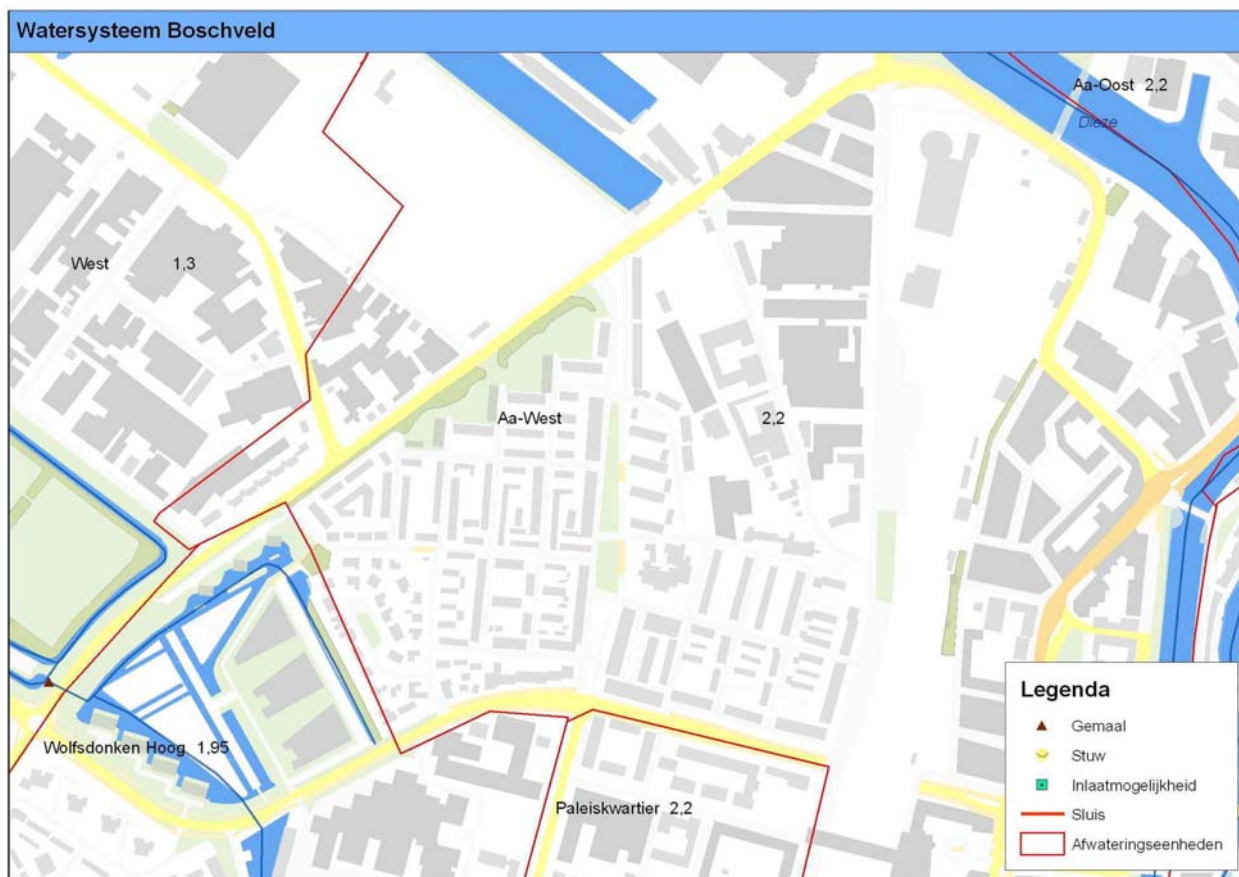 Watersysteem Boschveld
Aa-Oost 2,2
Dieze
West 1,3
Aa-West 2,2
Wolfsdonken Hoog 1,95
Paleiskwartier 2,2
Legenda
Gemaal
Stuw
Inlaatmogelijkheid
Sluis
Afwateringseenheden